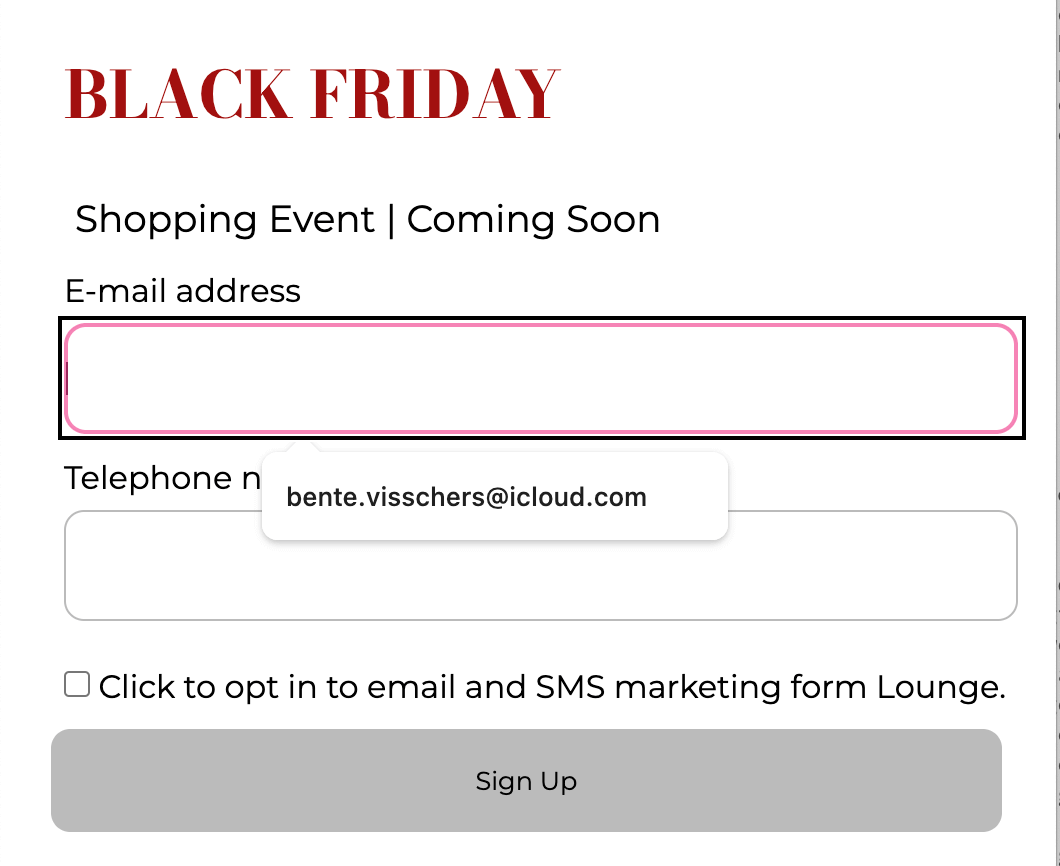 BLACK FRIDAY
Shopping Event | Coming Soon
E-mail address
Telephone n
bente.visschers@icloud.com
Click to opt in to email and SMS marketing form Lounge.
Sign Up